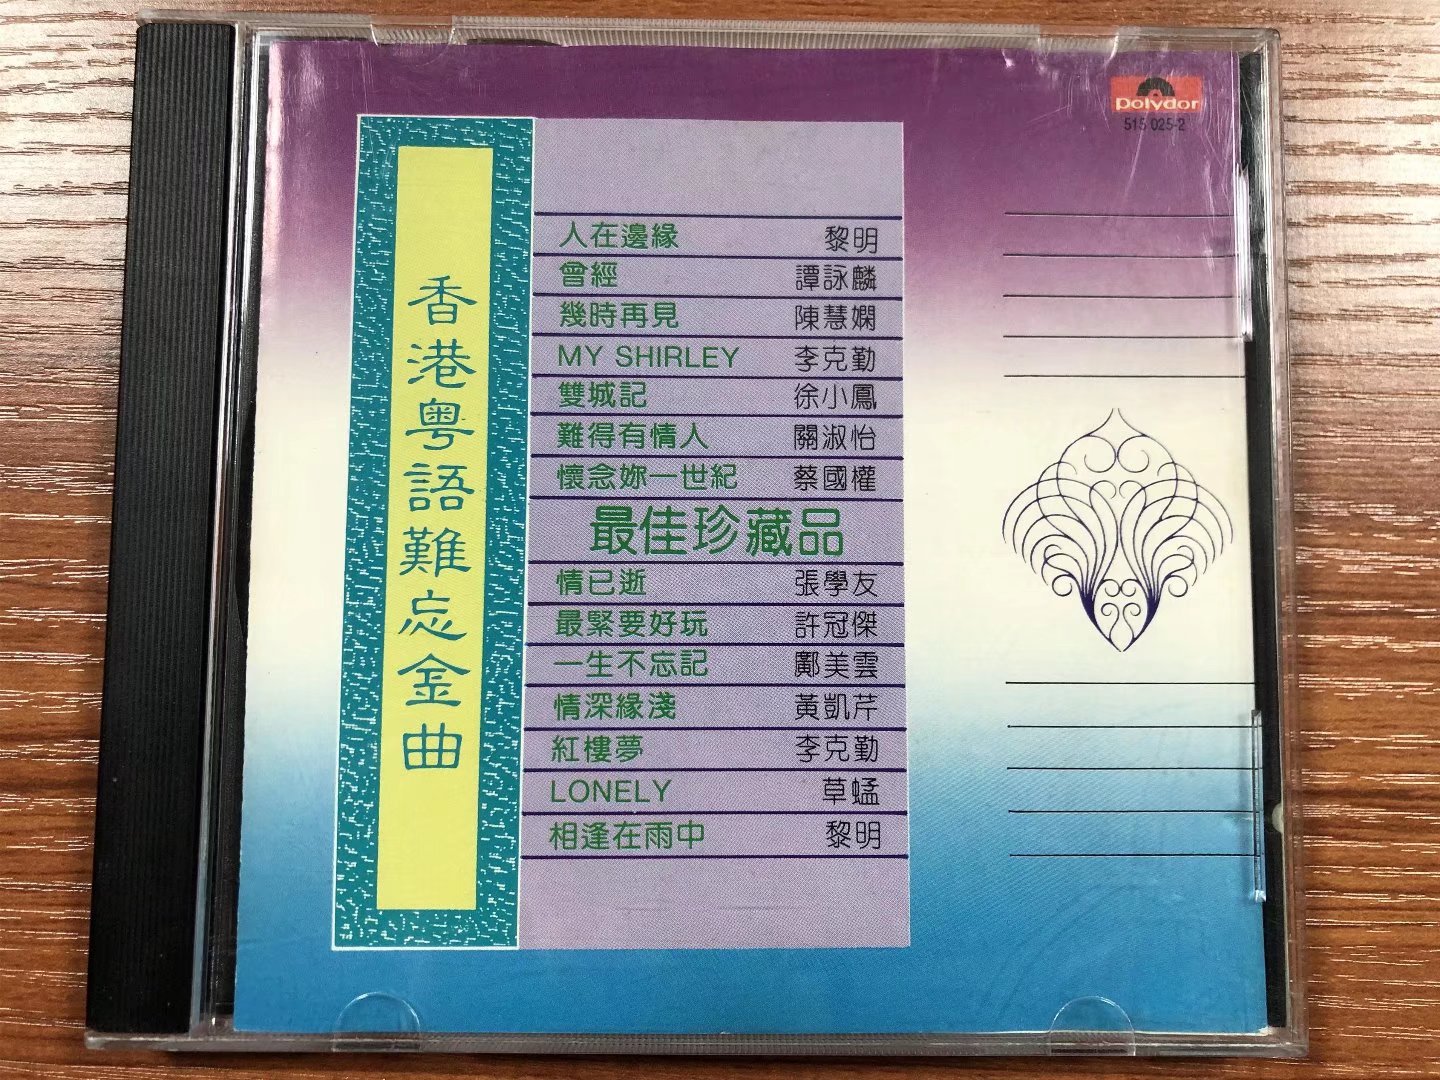 polydor
515 025-2
香港粵語難忘金曲
人在邊緣 黎明
曾經 譚詠麟
幾時再見 陳慧嫻
MY SHIRLEY 李克勤
雙城記 徐小鳳
難得有情人 關淑怡
懷念妳一世紀 蔡國權
最佳珍藏品
情已逝 張學友
最緊要好玩 許冠傑
一生不忘記 鄺美雲
情深緣淺 黃凱芹
紅樓夢 李克勤
LONELY 草蜢
相逢在雨中 黎明